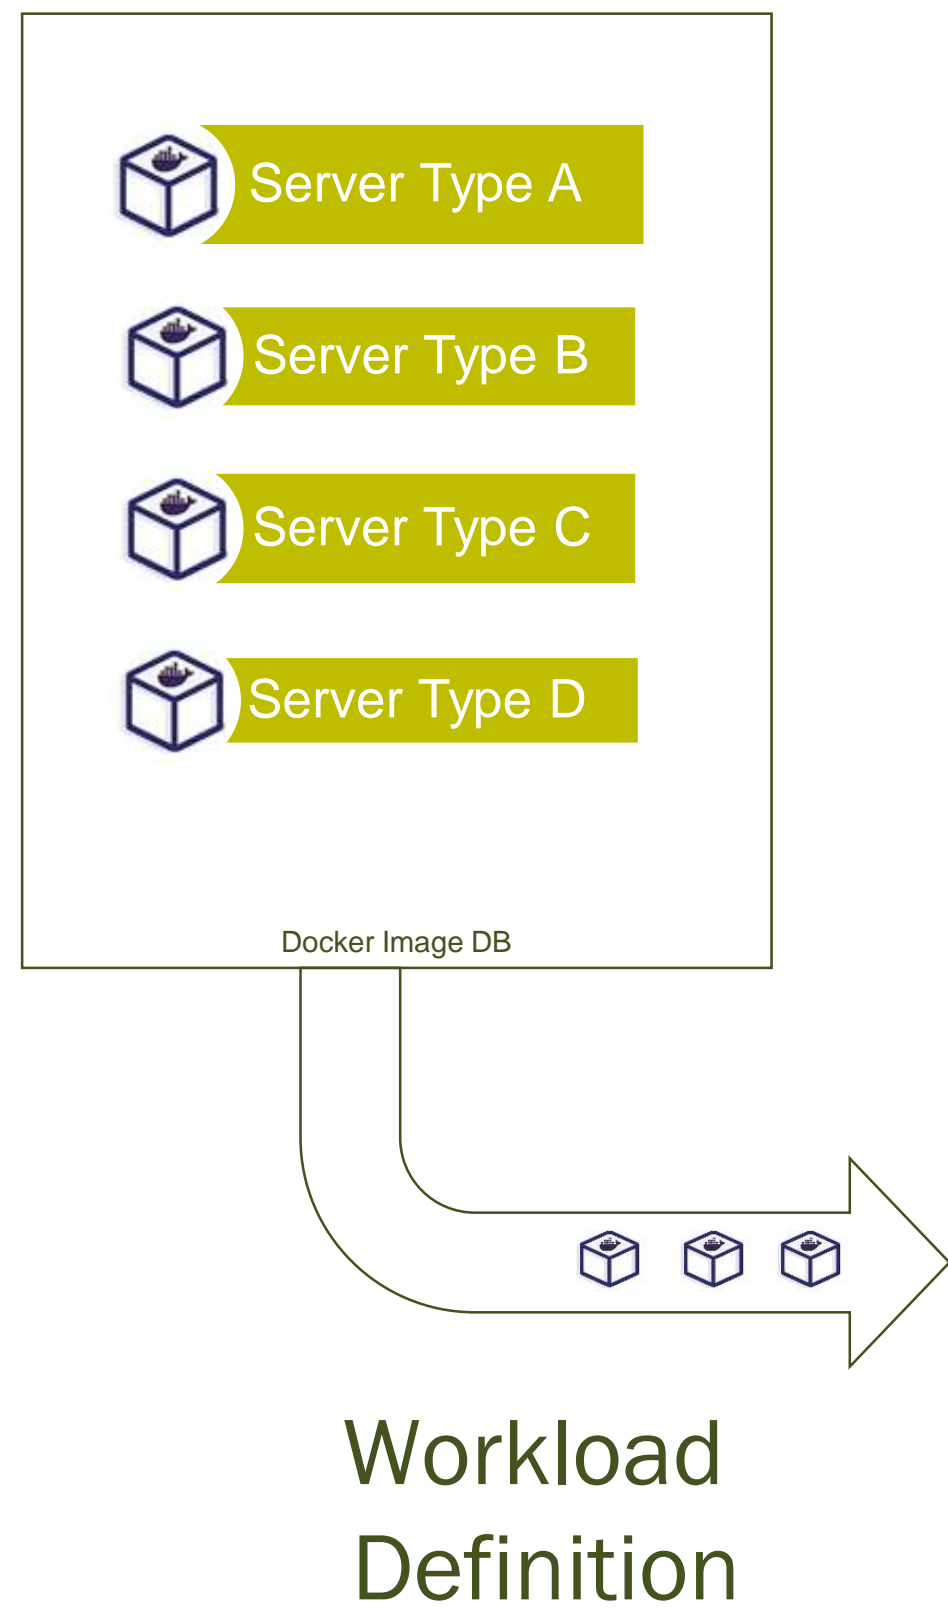 Server Type A
Server Type B
Server Type C
Server Type D
Docker Image DB
Workload
Definition